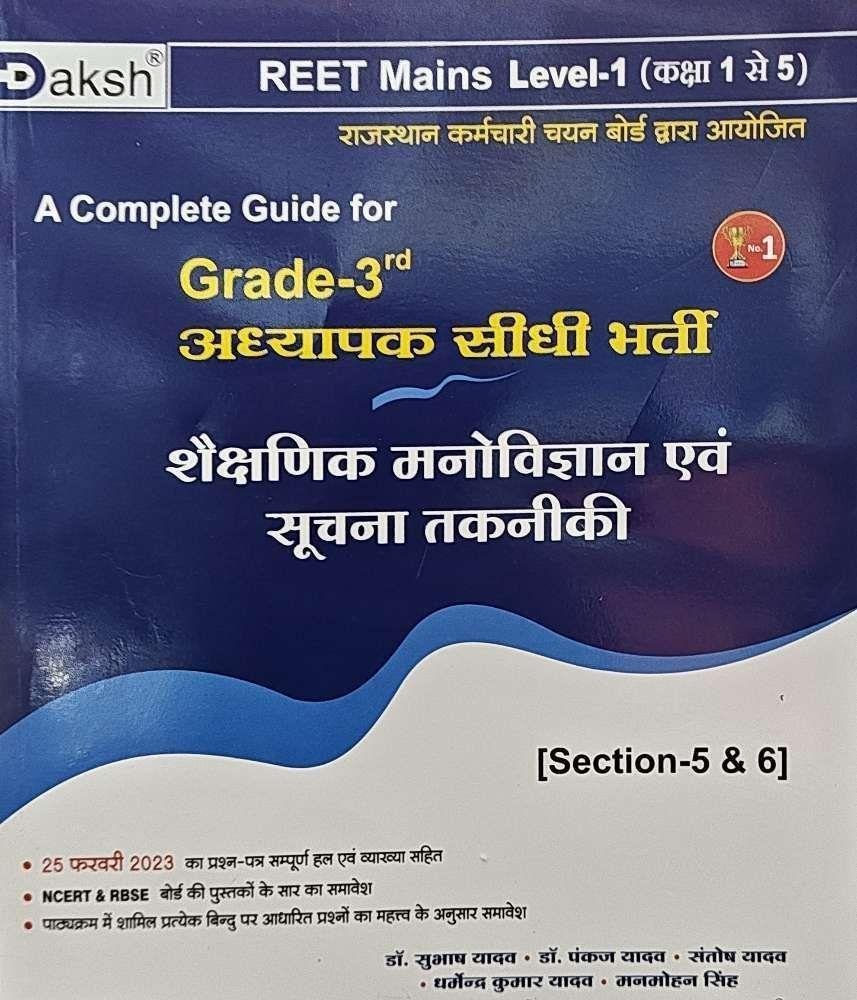 Daksh®
REET Mains Level-1 (कक्षा 1 से 5)
राजस्थान कर्मचारी चयन बोर्ड द्वारा आयोजित
A Complete Guide for
No.1
Grade-3rd
अध्यापक सीधी भर्ती
शैक्षणिक मनोविज्ञान एवं
सूचना तकनीकी
[Section-5 & 6]
• 25 फरवरी 2023 का प्रश्न-पत्र सम्पूर्ण हल एवं व्याख्या सहित
• NCERT & RBSE बोर्ड की पुस्तकों के सार का समावेश
• पाठ्यक्रम में शामिल प्रत्येक बिन्दु पर आधारित प्रश्नों का महत्त्व के अनुसार समावेश
डॉ. सुभाष यादव • डॉ. पंकज यादव • संतोष यादव
• धर्मेन्द्र कुमार यादव • मनमोहन सिंह